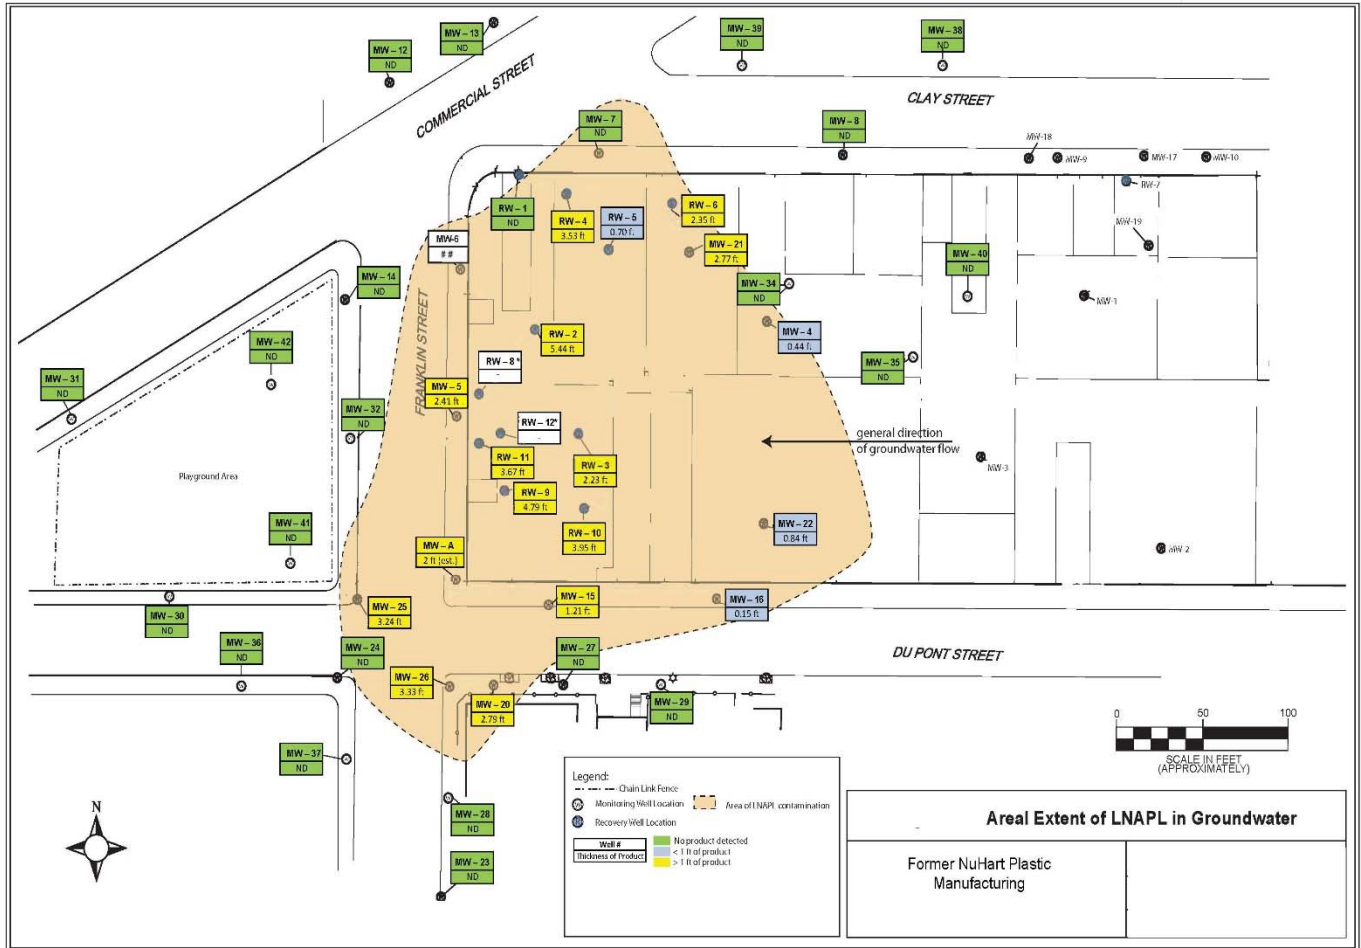 MW – 13
ND
MW – 12
ND
MW – 39
ND
MW – 38
ND
COMMERCIAL STREET
CLAY STREET
MW – 7
ND
MW – 8
ND
MW-18
MW-9
MW-17
MW-10
RW-7
RW – 1
ND
RW – 4
3.53 ft
RW – 5
0.70 ft
RW – 6
2.35 ft
MW-19
MW-6
##
MW – 21
2.77 ft
MW – 40
ND
MW – 14
ND
MW – 34
ND
MW-1
FRANKLIN STREET
MW – 42
ND
RW – 2
5.44 ft
MW – 4
0.44 ft
MW – 31
ND
RW – 8 *
-
MW – 35
ND
MW – 5
2.41 ft
MW – 32
ND
RW – 12*
-
general direction
of groundwater flow
RW – 11
3.67 ft
RW – 3
2.23 ft
MW-3
Playground Area
RW – 9
4.79 ft
MW – 41
ND
RW – 10
3.95 ft
MW – 22
0.84 ft
MW – A
2 ft (est.)
MW-2
MW – 30
ND
MW – 25
3.24 ft
MW – 15
1.21 ft
MW – 16
0.15 ft
MW – 36
ND
MW – 24
ND
MW – 27
ND
DU PONT STREET
MW – 26
3.33 ft
MW – 20
2.79 ft
MW – 29
ND
0 50 100
SCALE IN FEET
(APPROXIMATELY)
MW – 37
ND
MW – 28
ND
MW – 23
ND
N
Legend:
Chain Link Fence
Monitoring Well Location
Area of LNAPL contamination
Recovery Well Location
Well #
Thickness of Product
No product detected
< 1 ft of product
> 1 ft of product
Areal Extent of LNAPL in Groundwater
Former NuHart Plastic
Manufacturing